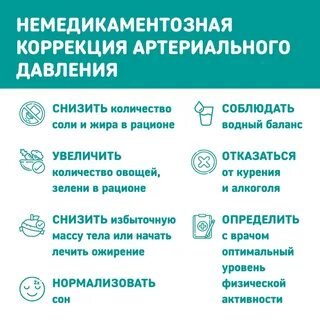 НЕМЕДИКАМЕНТОЗНАЯ
КОРРЕКЦИЯ АРТЕРИАЛЬНОГО
ДАВЛЕНИЯ
СНИЗИТЬ количество
соли и жира в рационе
УВЕЛИЧИТЬ
количество овощей,
зелени в рационе
СНИЗИТЬ избыточную
массу тела или начать
лечить ожирение
НОРМАЛИЗОВАТЬ
сон
СОБЛЮДАТЬ
водный баланс
ОТКАЗАТЬСЯ
от курения
и алкоголя
ОПРЕДЕЛИТЬ
с врачом
оптимальный
уровень
физической
активности